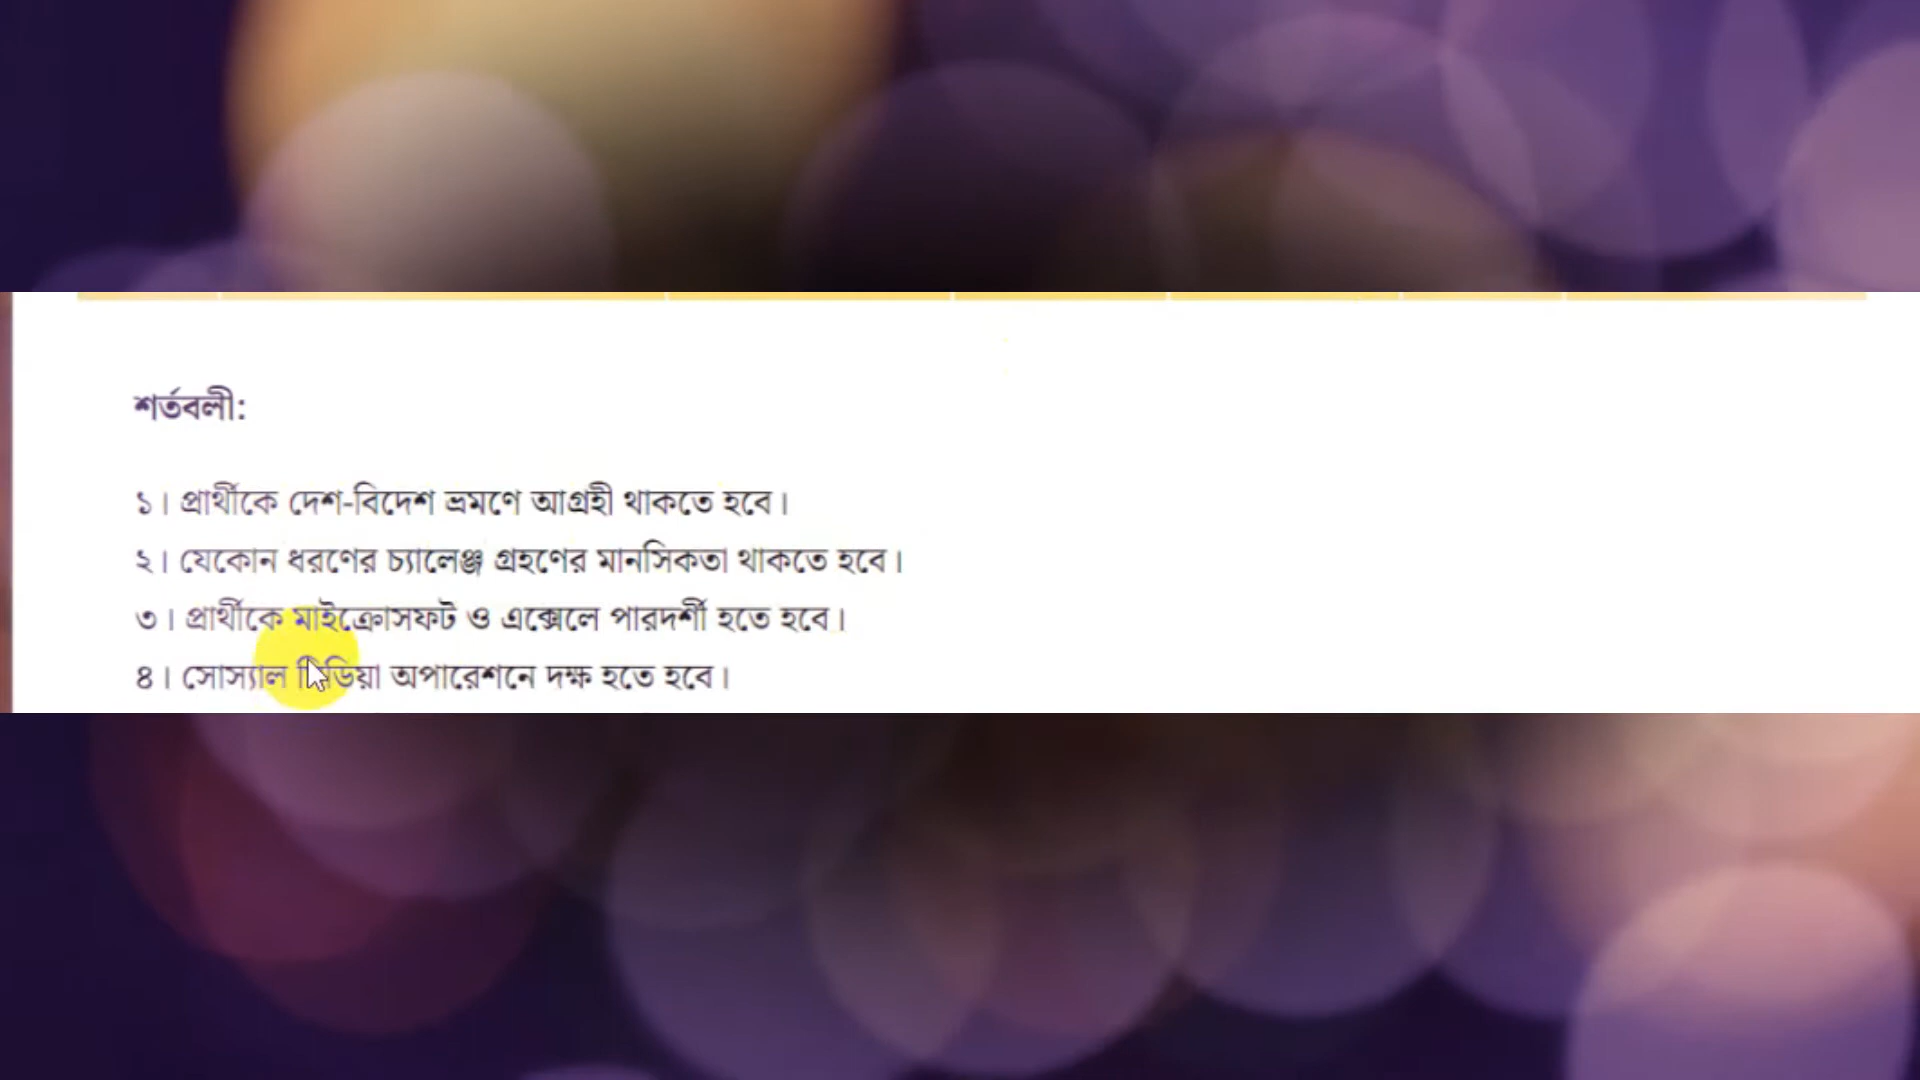 শর্তবলী:
১। প্রার্থীকে দেশ-বিদেশ ভ্রমণে আগ্রহী থাকতে হবে।
২। যেকোন ধরণের চ্যালেঞ্জ গ্রহণের মানসিকতা থাকতে হবে।
৩। প্রার্থীকে মাইক্রোসফট ও এক্সেলে পারদর্শী হতে হবে।
৪। সোস্যাল মিডিয়া অপারেশনে দক্ষ হতে হবে।